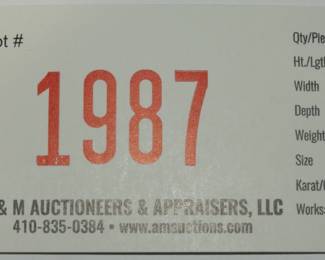 ot #
1987
& M AUCTIONEERS & APPRAISERS, LLC
410-835-0384 • www.amauctions.com
Qty/Pie
Ht./Lgt
Width
Depth
Weight
Size
Karat/
Works